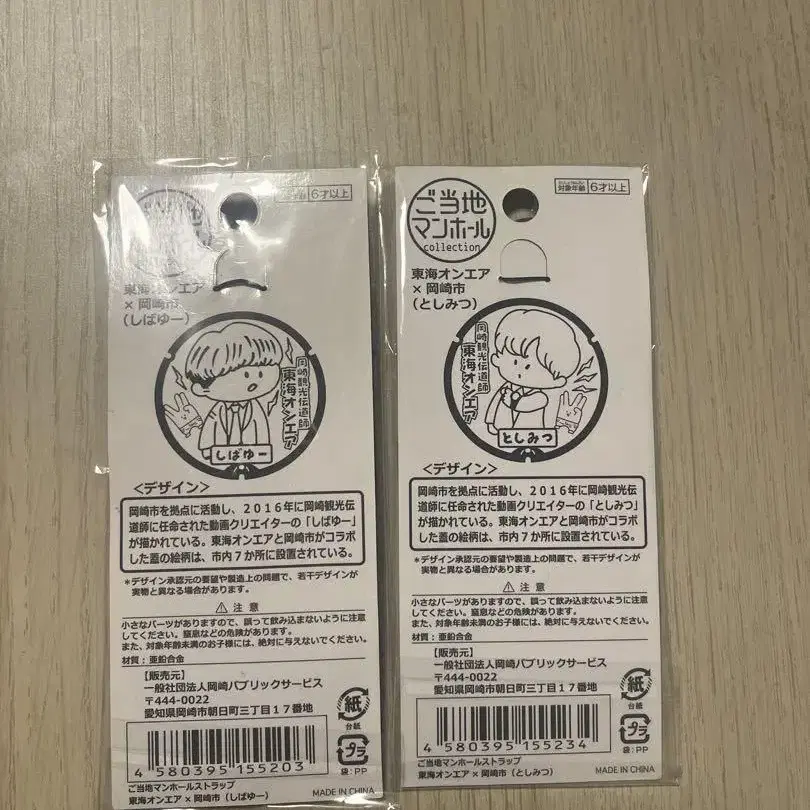 6才以上
東海オンエア
× 岡崎市
（しばゆー）
岡崎観光伝道師
東海オンエア
しばゆー
＜デザイン＞
岡崎市を拠点に活動し、2016年に岡崎観光伝
道師に任命された動画クリエイターの「しばゆー」
が描かれている。東海オンエアと岡崎市がコラボ
した蓋の絵柄は、市内7か所に設置されている。
＊デザイン承認元の要望や製造上の問題で、若干デザインが
実物と異なる場合があります。
⚠ 注意
小さなパーツがありますので、誤って飲み込まないように注意
してください。窒息などの危険があります。
また、対象年齢未満のお子様には、絶対に与えないでください。
材質：亜鉛合金
【販売元】
一般社団法人岡崎パブリックサービス
〒444-0022
愛知県岡崎市朝日町三丁目17番地
紙
台紙
プラ
袋：PP
4 580395 155203
ご当地マンホールストラップ
東海オンエア × 岡崎市（しばゆー）
MADE IN CHINA
ご当地
マンホール
collection
対象年齢 6才以上
東海オンエア
× 岡崎市
（としみつ）
岡崎観光伝道師
東海オンエア
としみつ
＜デザイン＞
岡崎市を拠点に活動し、2016年に岡崎観光伝
道師に任命された動画クリエイターの「としみつ」
が描かれている。東海オンエアと岡崎市がコラボ
した蓋の絵柄は、市内7か所に設置されている。
＊デザイン承認元の要望や製造上の問題で、若干デザインが
実物と異なる場合があります。
⚠ 注意
小さなパーツがありますので、誤って飲み込まないように注意
してください。窒息などの危険があります。
また、対象年齢未満のお子様には、絶対に与えないでください。
材質：亜鉛合金
【販売元】
一般社団法人岡崎パブリックサービス
〒444-0022
愛知県岡崎市朝日町三丁目17番地
紙
台紙
プラ
袋：PP
4 580395 155234
ご当地マンホールストラップ
東海オンエア × 岡崎市（としみつ）
MADE IN CHINA